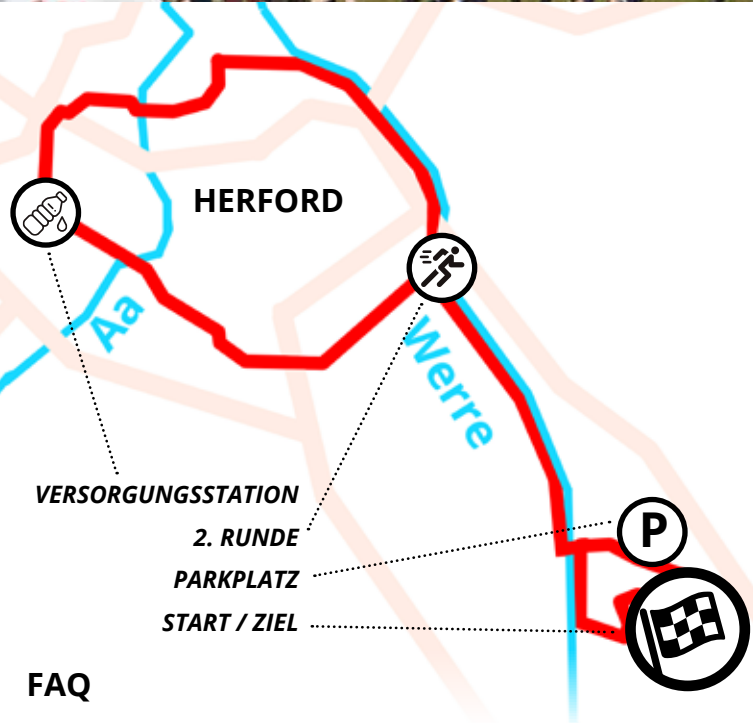 HERFORD
Aa
Werre
VERSORGUNGSSTATION
2. RUNDE
P
PARKPLATZ
START / ZIEL
FAQ